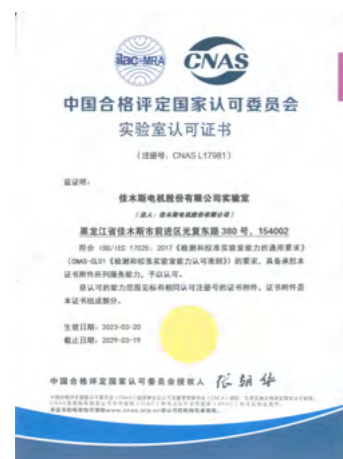 ilac-MRA
CNAS
中国合格评定国家认可委员会
实验室认可证书
(注册号: CNAS L17981)
兹证明:
佳木斯电机股份有限公司实验室
(法人: 佳木斯电机股份有限公司)
黑龙江省佳木斯市前进区光复东路 380 号, 154002
符合 ISO/IEC 17025: 2017《检测和校准实验室能力的通用要求》
(CNAS-CL01《检测和校准实验室能力认可准则》) 的要求, 具备承担本
证书附件所列服务能力, 予以认可。
获认可的能力范围见标有相同认可注册号的证书附件, 证书附件是
本证书组成部分。
生效日期: 2023-03-20
截止日期: 2029-03-19
中国合格评定国家认可委员会授权人